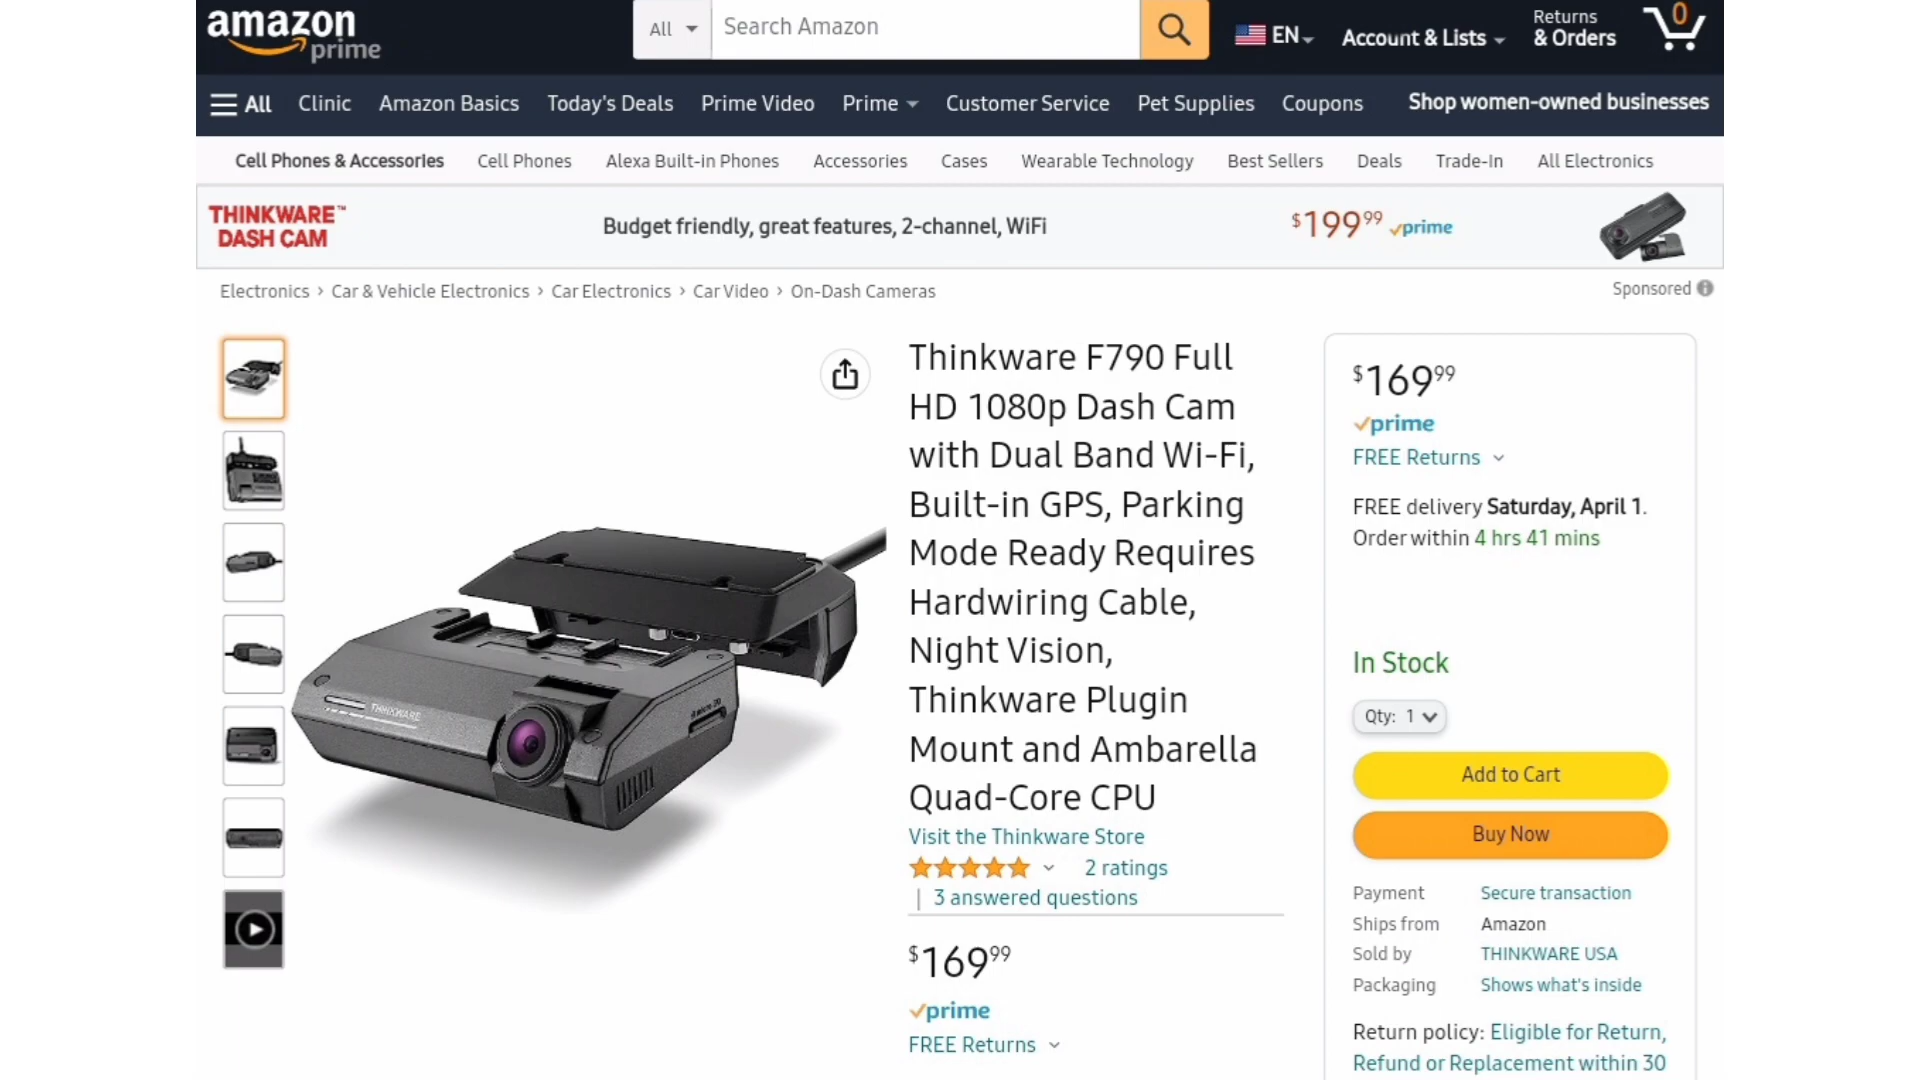 amazon
prime
All
Search Amazon
EN
Account & Lists
Returns
& Orders
0
All
Clinic
Amazon Basics
Today's Deals
Prime Video
Prime
Customer Service
Pet Supplies
Coupons
Shop women-owned businesses
Cell Phones & Accessories
Cell Phones
Alexa Built-in Phones
Accessories
Cases
Wearable Technology
Best Sellers
Deals
Trade-In
All Electronics
THINKWARE™
DASH CAM
Budget friendly, great features, 2-channel, WiFi
$199 99
prime
Electronics › Car & Vehicle Electronics › Car Electronics › Car Video › On-Dash Cameras
Sponsored
THINKWARE
Thinkware F790 Full
HD 1080p Dash Cam
with Dual Band Wi-Fi,
Built-in GPS, Parking
Mode Ready Requires
Hardwiring Cable,
Night Vision,
Thinkware Plugin
Mount and Ambarella
Quad-Core CPU
Visit the Thinkware Store
2 ratings
| 3 answered questions
$169 99
prime
FREE Returns
$169 99
prime
FREE Returns
FREE delivery Saturday, April 1.
Order within 4 hrs 41 mins
In Stock
Qty: 1
Add to Cart
Buy Now
Payment Secure transaction
Ships from Amazon
Sold by THINKWARE USA
Packaging Shows what's inside
Return policy: Eligible for Return,
Refund or Replacement within 30